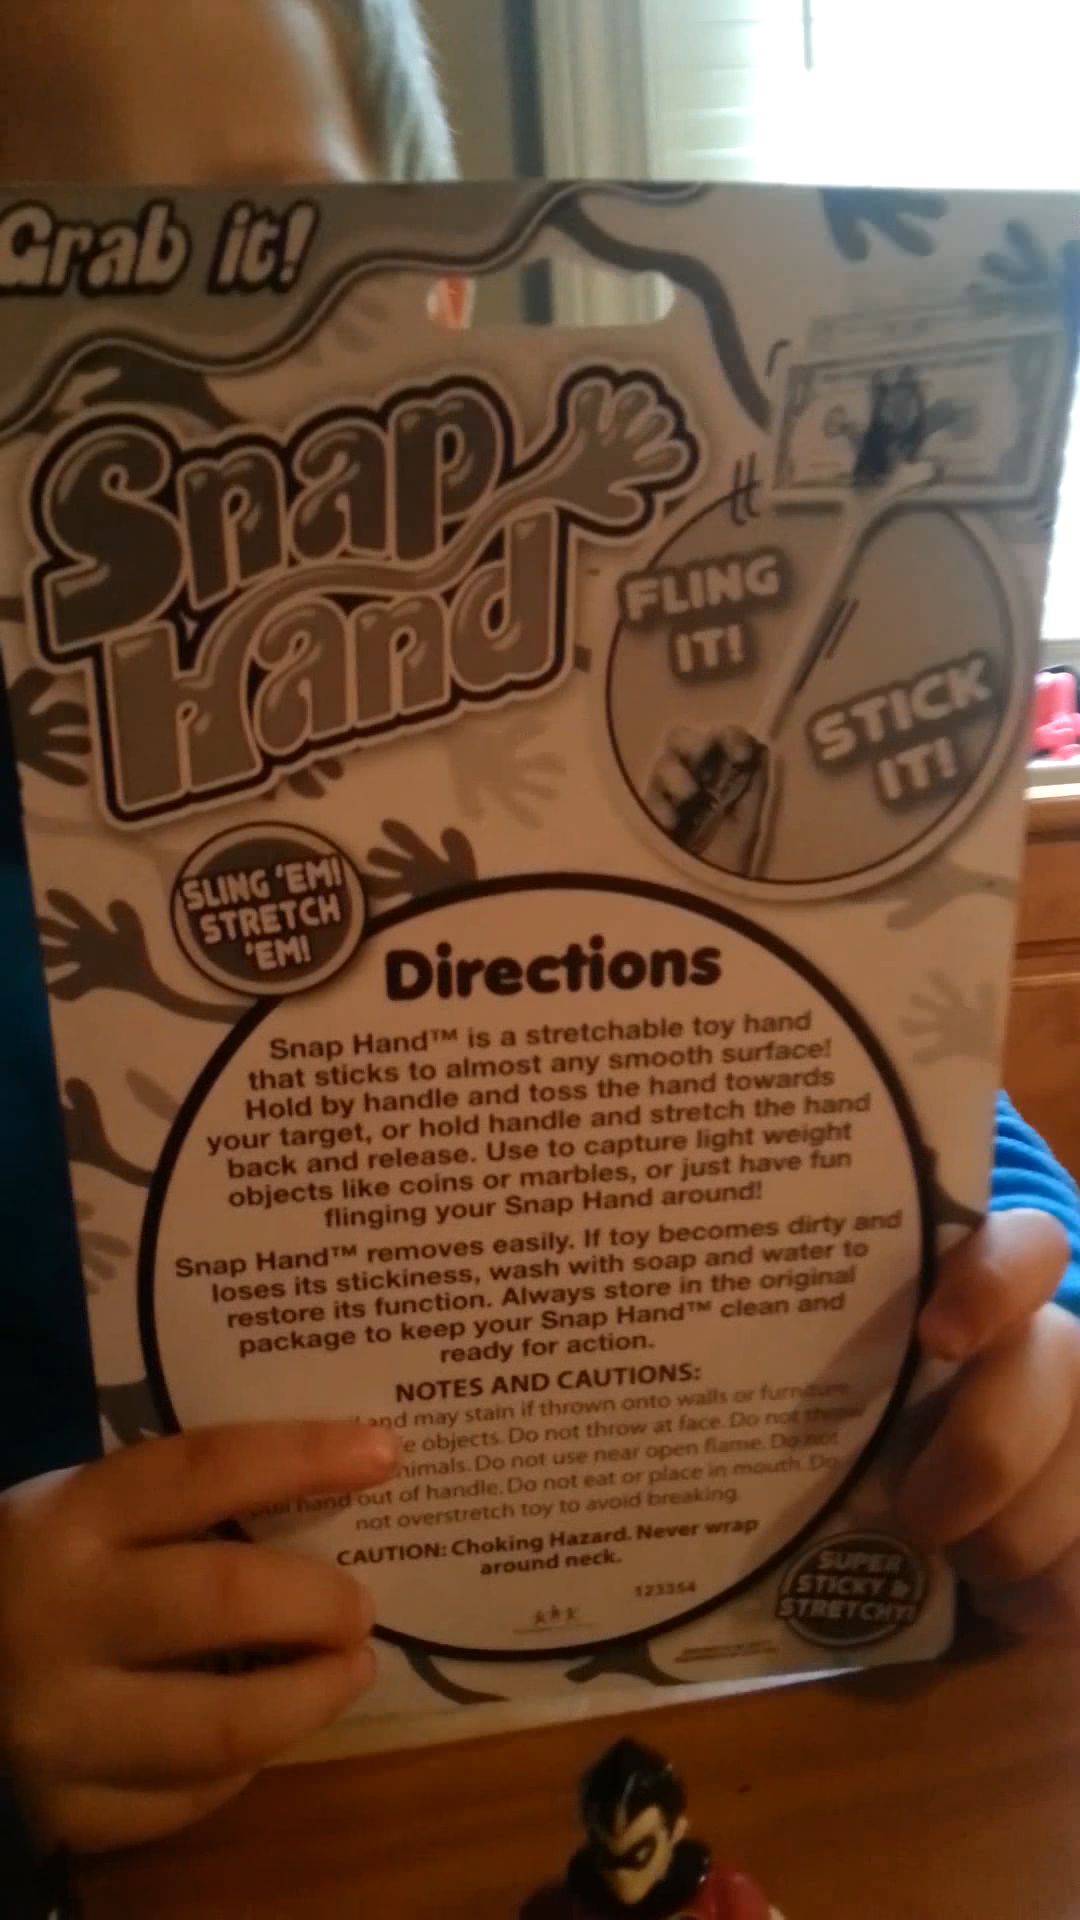 Grab it!
Snap
Hand
FLING
IT!
STICK
IT!
SLING 'EM!
STRETCH
'EM!
Directions
Snap Hand™ is a stretchable toy hand
that sticks to almost any smooth surface!
Hold by handle and toss the hand towards
your target, or hold handle and stretch the hand
back and release. Use to capture light weight
objects like coins or marbles, or just have fun
flinging your Snap Hand around!
Snap Hand™ removes easily. If toy becomes dirty and
loses its stickiness, wash with soap and water to
restore its function. Always store in the original
package to keep your Snap Hand™ clean and
ready for action.
NOTES AND CAUTIONS:
may stain if thrown onto walls or furniture
objects. Do not throw at face. Do not throw
Do not use near open flame. Do not
hand out of handle. Do not eat or place in mouth. Do
not overstretch toy to avoid breaking.
CAUTION: Choking Hazard. Never wrap
around neck.
123354
SUPER
STICKY &
STRETCHY!